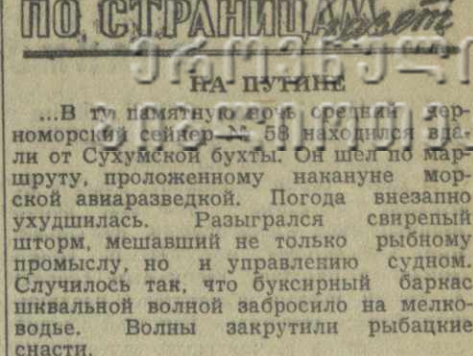 ПО СТРАНИЦАМ газет
НА ПУТИНЕ
...В ту памятную ночь средний чер-
номорский сейнер № 58 находился вда-
ли от Сухумской бухты. Он шел по мар-
шруту, проложенному накануне мор-
ской авиаразведкой. Погода внезапно
ухудшилась. Разыгрался свирепый
шторм, мешавший не только рыбному
промыслу, но и управлению судном.
Случилось так, что буксирный баркас
шквальной волной забросило на мелко-
водье. Волны закрутили рыбацкие
снасти.